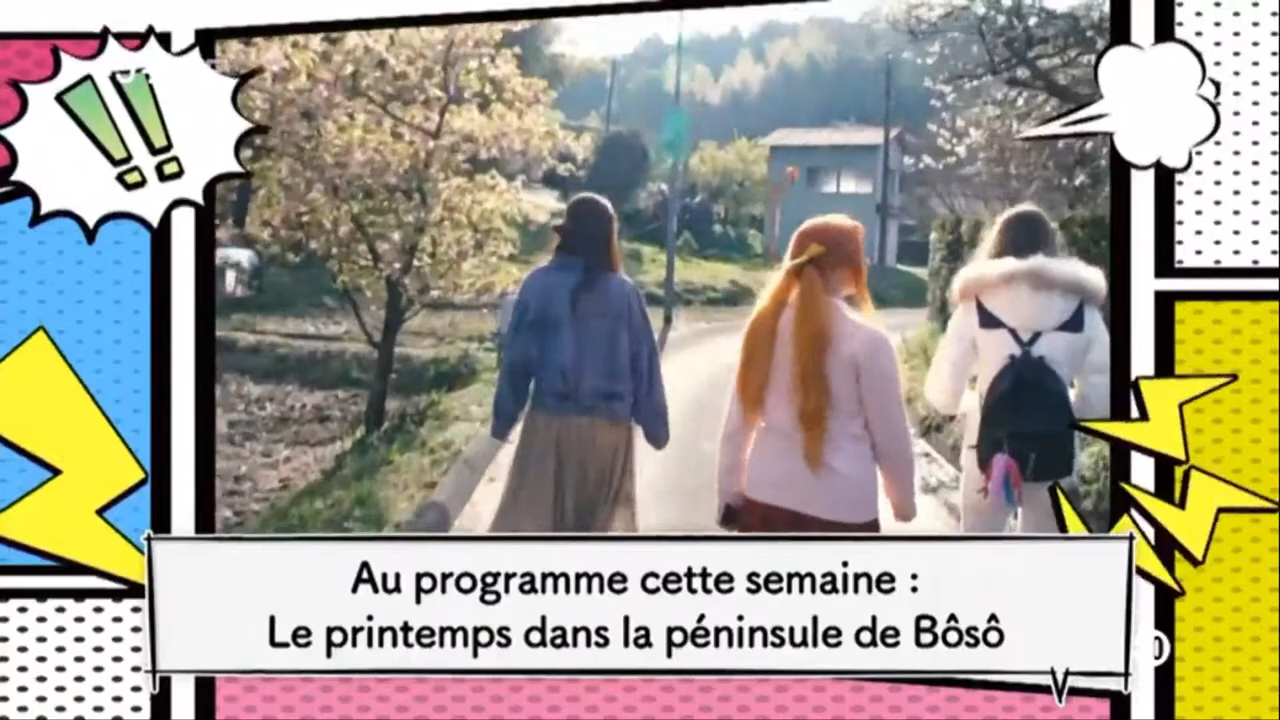 !!
Au programme cette semaine :
Le printemps dans la péninsule de Bôsô